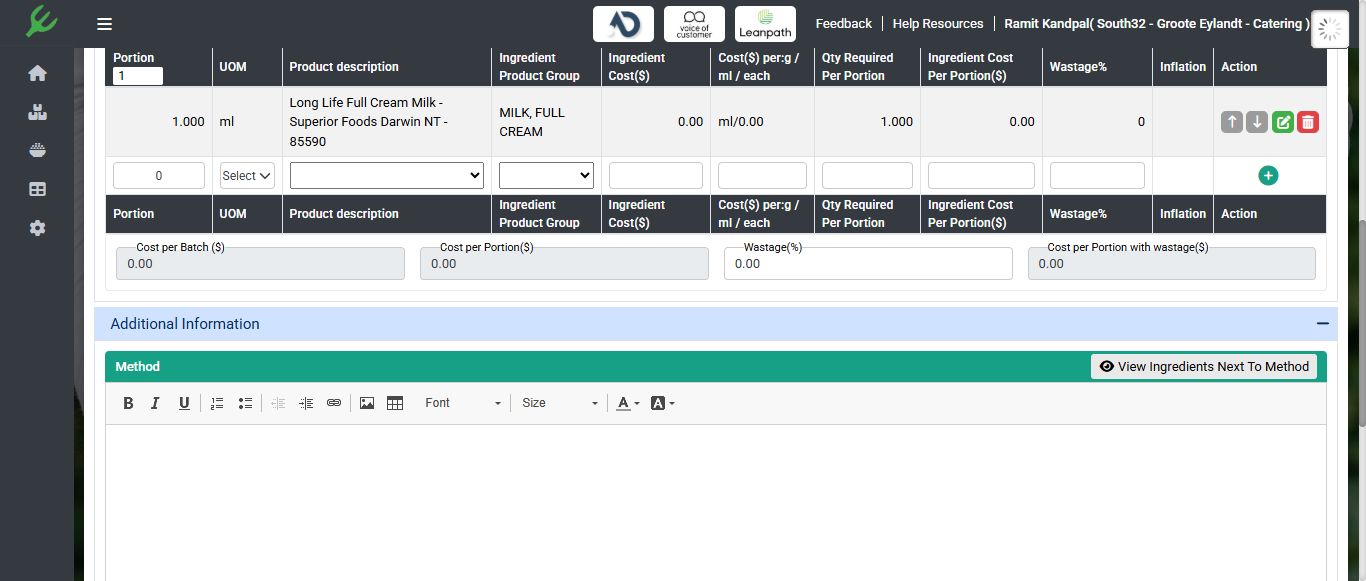 voice of
customer
Leanpath
Feedback
Help Resources
Ramit Kandpal( South32 - Groote Eylandt - Catering )
Portion
1
UOM
Product description
Ingredient
Product Group
Ingredient
Cost($)
Cost($) per:g /
ml / each
Qty Required
Per Portion
Ingredient Cost
Per Portion($)
Wastage%
Inflation
Action
1.000
ml
Long Life Full Cream Milk -
Superior Foods Darwin NT -
85590
MILK, FULL
CREAM
0.00
ml/0.00
1.000
0.00
0
0
Select
Portion
UOM
Product description
Ingredient
Product Group
Ingredient
Cost($)
Cost($) per:g /
ml / each
Qty Required
Per Portion
Ingredient Cost
Per Portion($)
Wastage%
Inflation
Action
Cost per Batch ($)
0.00
Cost per Portion($)
0.00
Wastage(%)
0.00
Cost per Portion with wastage($)
0.00
Additional Information
Method
View Ingredients Next To Method
B I U
Font
Size
A
A